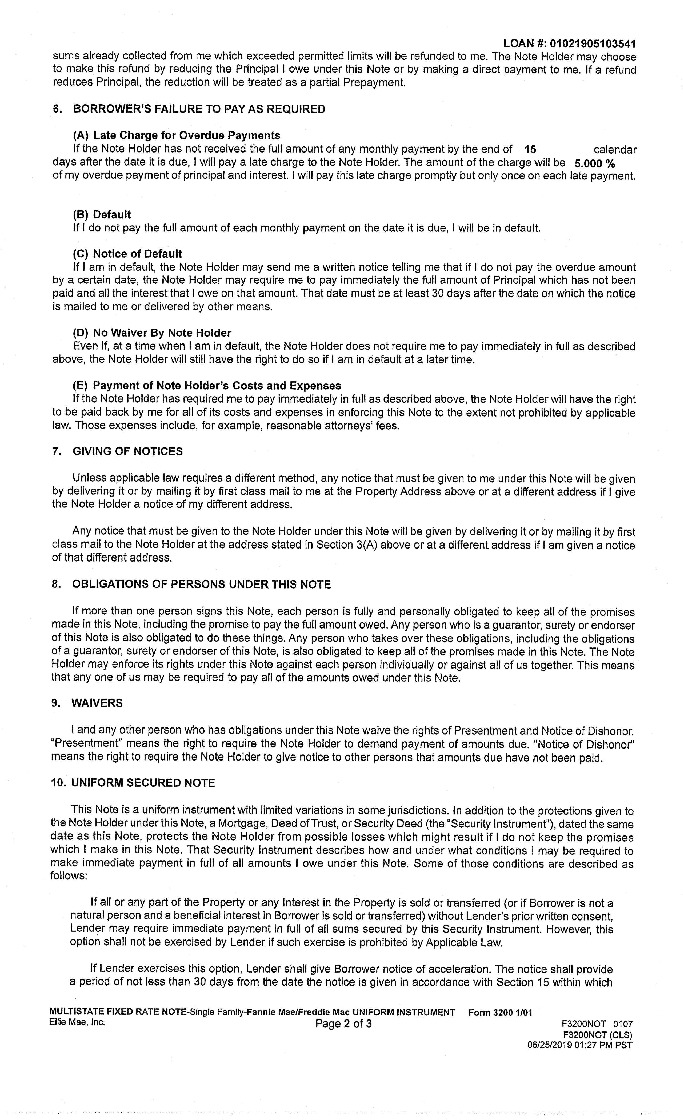 LOAN #: 01021905103541
sums already collected from me which exceeded permitted limits will be refunded to me. The Note Holder may choose
to make this refund by reducing the Principal I owe under this Note or by making a direct payment to me. If a refund
reduces Principal, the reduction will be treated as a partial Prepayment.
6. BORROWER'S FAILURE TO PAY AS REQUIRED
(A) Late Charge for Overdue Payments
If the Note Holder has not received the full amount of any monthly payment by the end of 15 calendar
days after the date it is due, I will pay a late charge to the Note Holder. The amount of the charge will be 5.000 %
of my overdue payment of principal and interest. I will pay this late charge promptly but only once on each late payment.
(B) Default
If I do not pay the full amount of each monthly payment on the date it is due, I will be in default.
(C) Notice of Default
If I am in default, the Note Holder may send me a written notice telling me that if I do not pay the overdue amount
by a certain date, the Note Holder may require me to pay immediately the full amount of Principal which has not been
paid and all the interest that I owe on that amount. That date must be at least 30 days after the date on which the notice
is mailed to me or delivered by other means.
(D) No Waiver By Note Holder
Even if, at a time when I am in default, the Note Holder does not require me to pay immediately in full as described
above, the Note Holder will still have the right to do so if I am in default at a later time.
(E) Payment of Note Holder's Costs and Expenses
If the Note Holder has required me to pay immediately in full as described above, the Note Holder will have the right
to be paid back by me for all of its costs and expenses in enforcing this Note to the extent not prohibited by applicable
law. Those expenses include, for example, reasonable attorneys' fees.
7. GIVING OF NOTICES
Unless applicable law requires a different method, any notice that must be given to me under this Note will be given
by delivering it or by mailing it by first class mail to me at the Property Address above or at a different address if I give
the Note Holder a notice of my different address.
Any notice that must be given to the Note Holder under this Note will be given by delivering it or by mailing it by first
class mail to the Note Holder at the address stated in Section 3(A) above or at a different address if I am given a notice
of that different address.
8. OBLIGATIONS OF PERSONS UNDER THIS NOTE
If more than one person signs this Note, each person is fully and personally obligated to keep all of the promises
made in this Note, including the promise to pay the full amount owed. Any person who is a guarantor, surety or endorser
of this Note is also obligated to do these things. Any person who takes over these obligations, including the obligations
of a guarantor, surety or endorser of this Note, is also obligated to keep all of the promises made in this Note. The Note
Holder may enforce its rights under this Note against each person individually or against all of us together. This means
that any one of us may be required to pay all of the amounts owed under this Note.
9. WAIVERS
I and any other person who has obligations under this Note waive the rights of Presentment and Notice of Dishonor.
"Presentment" means the right to require the Note Holder to demand payment of amounts due. "Notice of Dishonor"
means the right to require the Note Holder to give notice to other persons that amounts due have not been paid.
10. UNIFORM SECURED NOTE
This Note is a uniform instrument with limited variations in some jurisdictions. In addition to the protections given to
the Note Holder under this Note, a Mortgage, Deed of Trust, or Security Deed (the "Security Instrument"), dated the same
date as this Note, protects the Note Holder from possible losses which might result if I do not keep the promises
which I make in this Note. That Security Instrument describes how and under what conditions I may be required to
make immediate payment in full of all amounts I owe under this Note. Some of those conditions are described as
follows:
If all or any part of the Property or any Interest in the Property is sold or transferred (or if Borrower is not a
natural person and a beneficial interest in Borrower is sold or transferred) without Lender's prior written consent,
Lender may require immediate payment in full of all sums secured by this Security Instrument. However, this
option shall not be exercised by Lender if such exercise is prohibited by Applicable Law.
If Lender exercises this option, Lender shall give Borrower notice of acceleration. The notice shall provide
a period of not less than 30 days from the date the notice is given in accordance with Section 15 within which
MULTISTATE FIXED RATE NOTE-Single Family-Fannie Mae/Freddie Mac UNIFORM INSTRUMENT Form 3200 1/01
Ellie Mae, Inc. Page 2 of 3 F3200NOT 0107
F3200NOT (CLS)
06/25/2019 01:27 PM PST